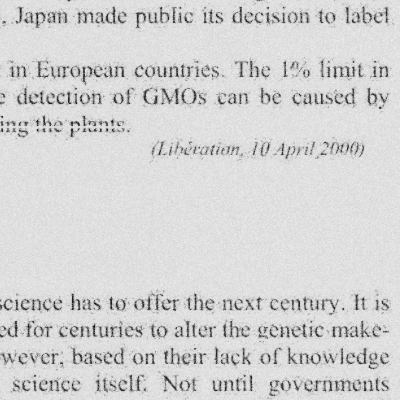 , Japan made public its decision to label
in European countries. The 1% limit in
e detection of GMOs can be caused by
ing the plants.
(Libération, 10 April 2000)
science has to offer the next century. It is
ed for centuries to alter the genetic make-
wever, based on their lack of knowledge
science itself. Not until governments